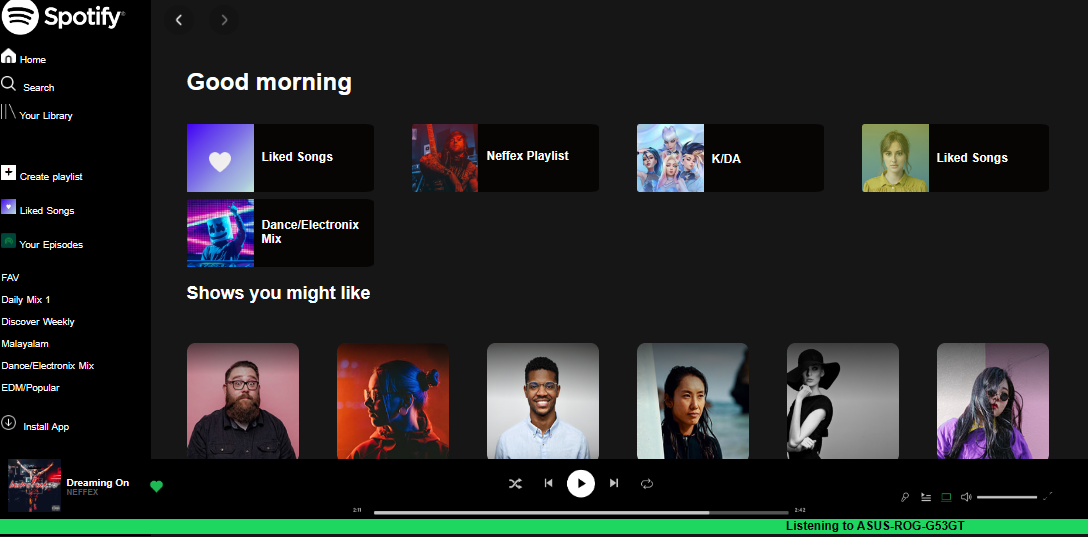 Spotify
Home
Search
Your Library
Create playlist
Liked Songs
Your Episodes
FAV
Daily Mix 1
Discover Weekly
Malayalam
Dance/Electronix Mix
EDM/Popular
Install App
Good morning
Liked Songs
Neffex Playlist
K/DA
Liked Songs
Dance/Electronix
Mix
Shows you might like
Dreaming On
NEFFEX
2:11
2:42
Listening to ASUS-ROG-G53GT